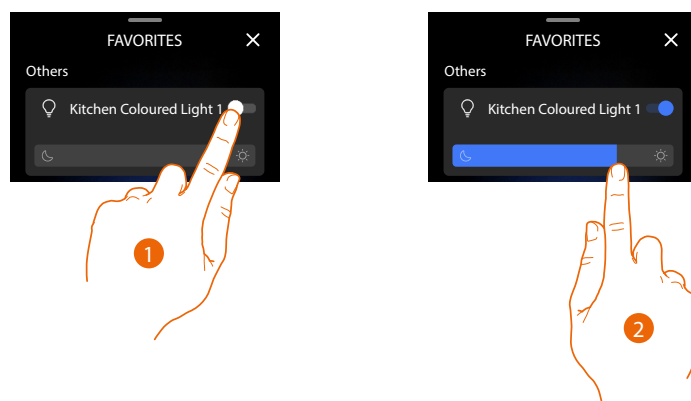 FAVORITES
Others
Kitchen Coloured Light 1
1
FAVORITES
Others
Kitchen Coloured Light 1
2